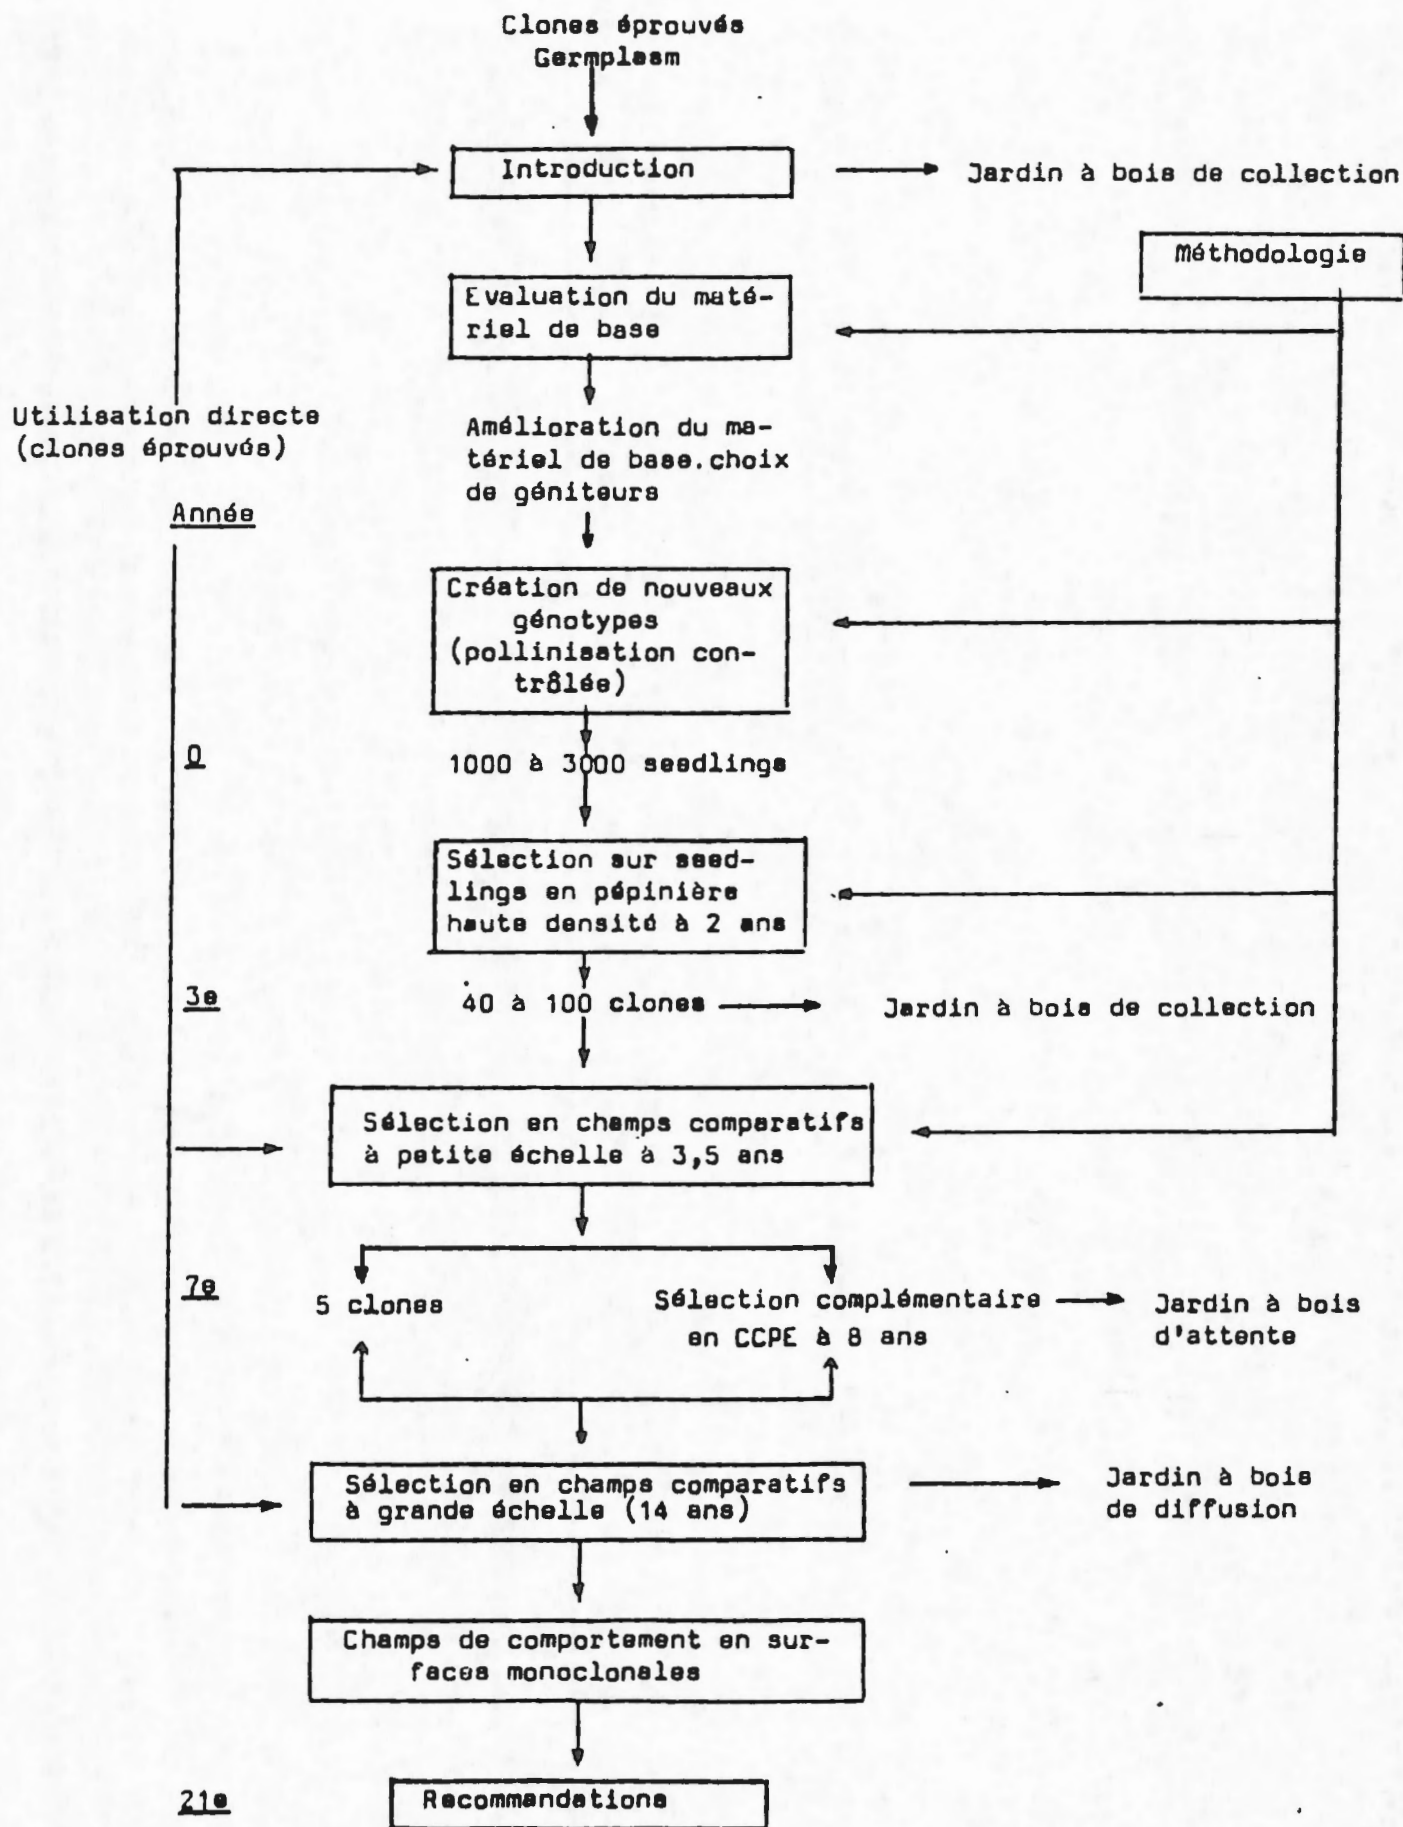 Clones éprouvés
Germplasm
Introduction
Jardin à bois de collection
Méthodologie
Evaluation du maté-
riel de base
Utilisation directe
(clones éprouvés)
Amélioration du ma-
tériel de base.choix
de géniteurs
Année
Création de nouveaux
génotypes
(pollinisation con-
trôlée)
0
1000 à 3000 seedlings
Sélection sur seed-
lings en pépinière
haute densité à 2 ans
3e
40 à 100 clones
Jardin à bois de collection
Sélection en champs comparatifs
à petite échelle à 3,5 ans
7e
5 clones
Sélection complémentaire
en CCPE à 8 ans
Jardin à bois
d'attente
Sélection en champs comparatifs
à grande échelle (14 ans)
Jardin à bois
de diffusion
Champs de comportement en sur-
faces monoclonales
21e
Recommandations